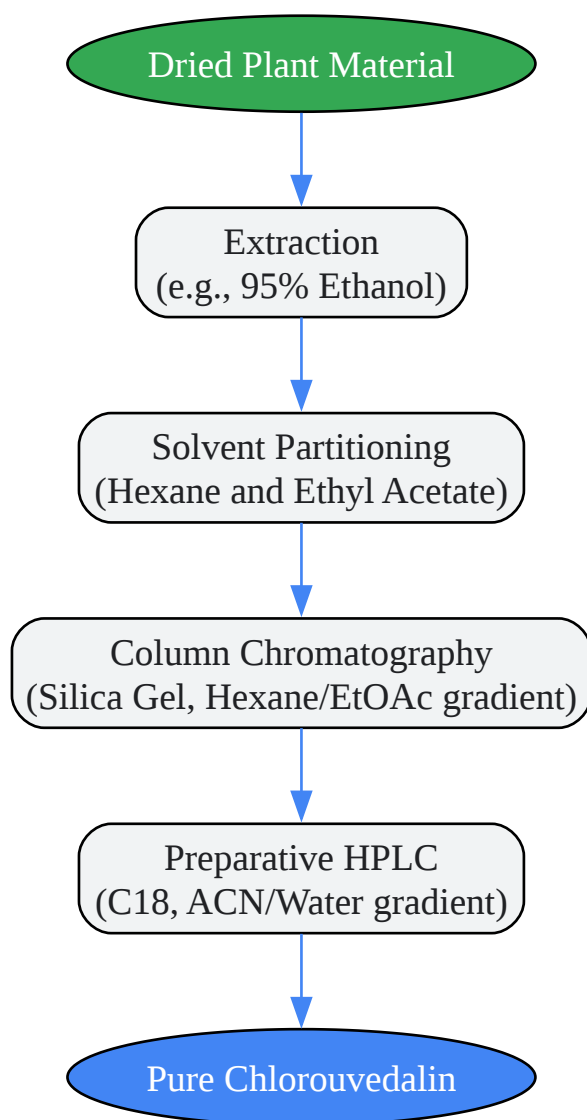 Dried Plant Material
Extraction
(e.g., 95% Ethanol)
Solvent Partitioning
(Hexane and Ethyl Acetate)
Column Chromatography
(Silica Gel, Hexane/EtOAc gradient)
Preparative HPLC
(C18, ACN/Water gradient)
Pure Chlorouvedalin